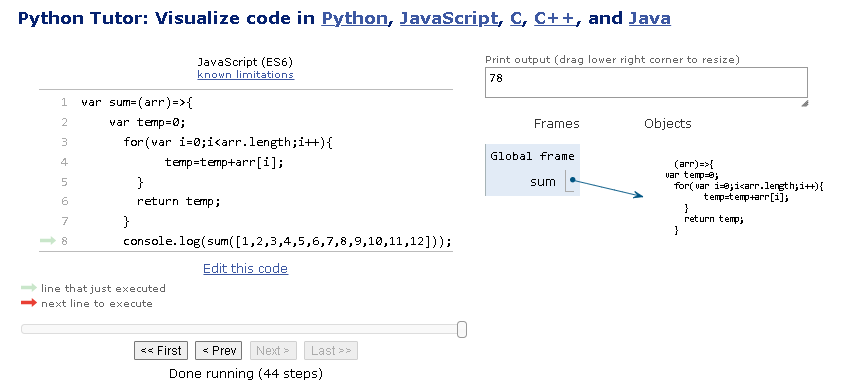 Python Tutor: Visualize code in Python, JavaScript, C, C++, and Java
JavaScript (ES6)
known limitations
1 var sum=(arr)=>{
2 var temp=0;
3 for(var i=0;i<arr.length;i++){
4 temp=temp+arr[i];
5 }
6 return temp;
7 }
8 console.log(sum([1,2,3,4,5,6,7,8,9,10,11,12]));
Edit this code
line that just executed
next line to execute
<< First < Prev Next > Last >>
Done running (44 steps)
Print output (drag lower right corner to resize)
78
Frames Objects
Global frame
sum
(arr)=>{
var temp=0;
for(var i=0;i<arr.length;i++){
temp=temp+arr[i];
}
return temp;
}